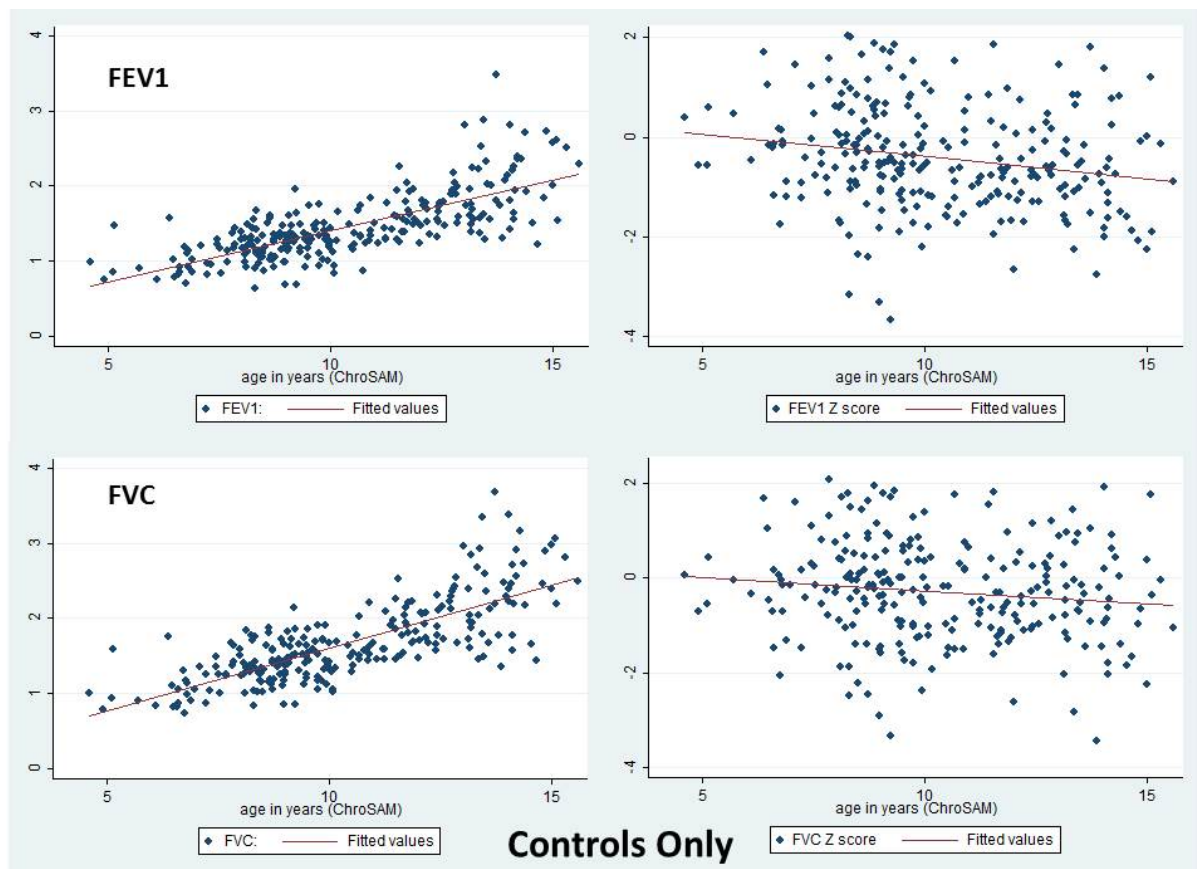 4
3
2
1
0
FEV1
5
10
15
age in years (ChroSAM)
FEV1:
Fitted values
2
0
-2
-4
5
10
15
age in years (ChroSAM)
FEV1 Z score
Fitted values
4
3
2
1
0
FVC
5
10
15
age in years (ChroSAM)
FVC:
Fitted values
2
0
-2
-4
5
10
15
age in years (ChroSAM)
FVC Z score
Fitted values
Controls Only